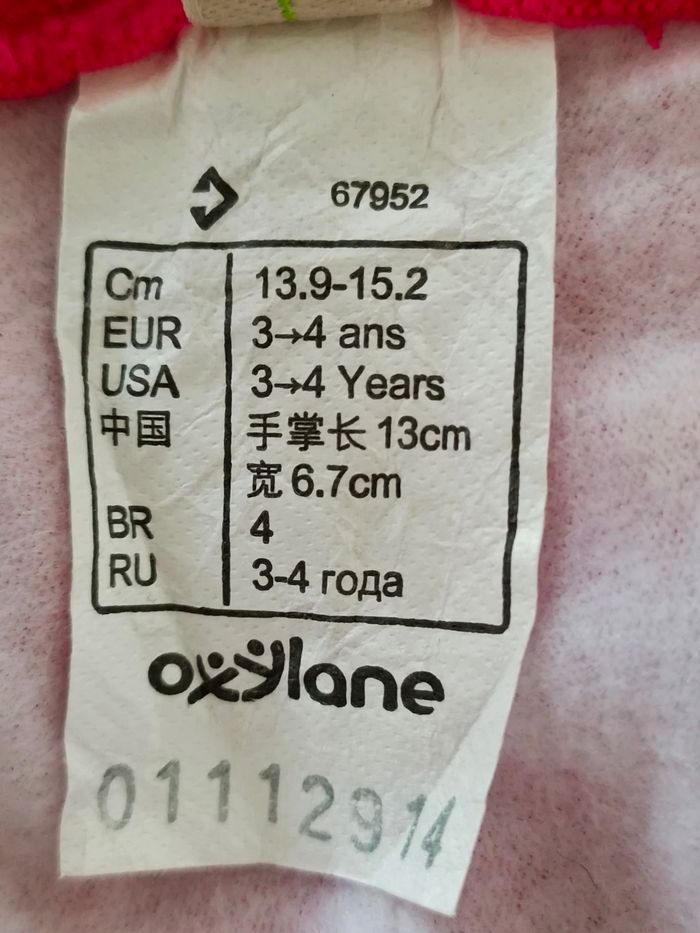 67952
Cm 13.9-15.2
EUR 3→4 ans
USA 3→4 Years
中国 手掌长 13cm
宽 6.7cm
BR 4
RU 3-4 года
oxylane
01112914